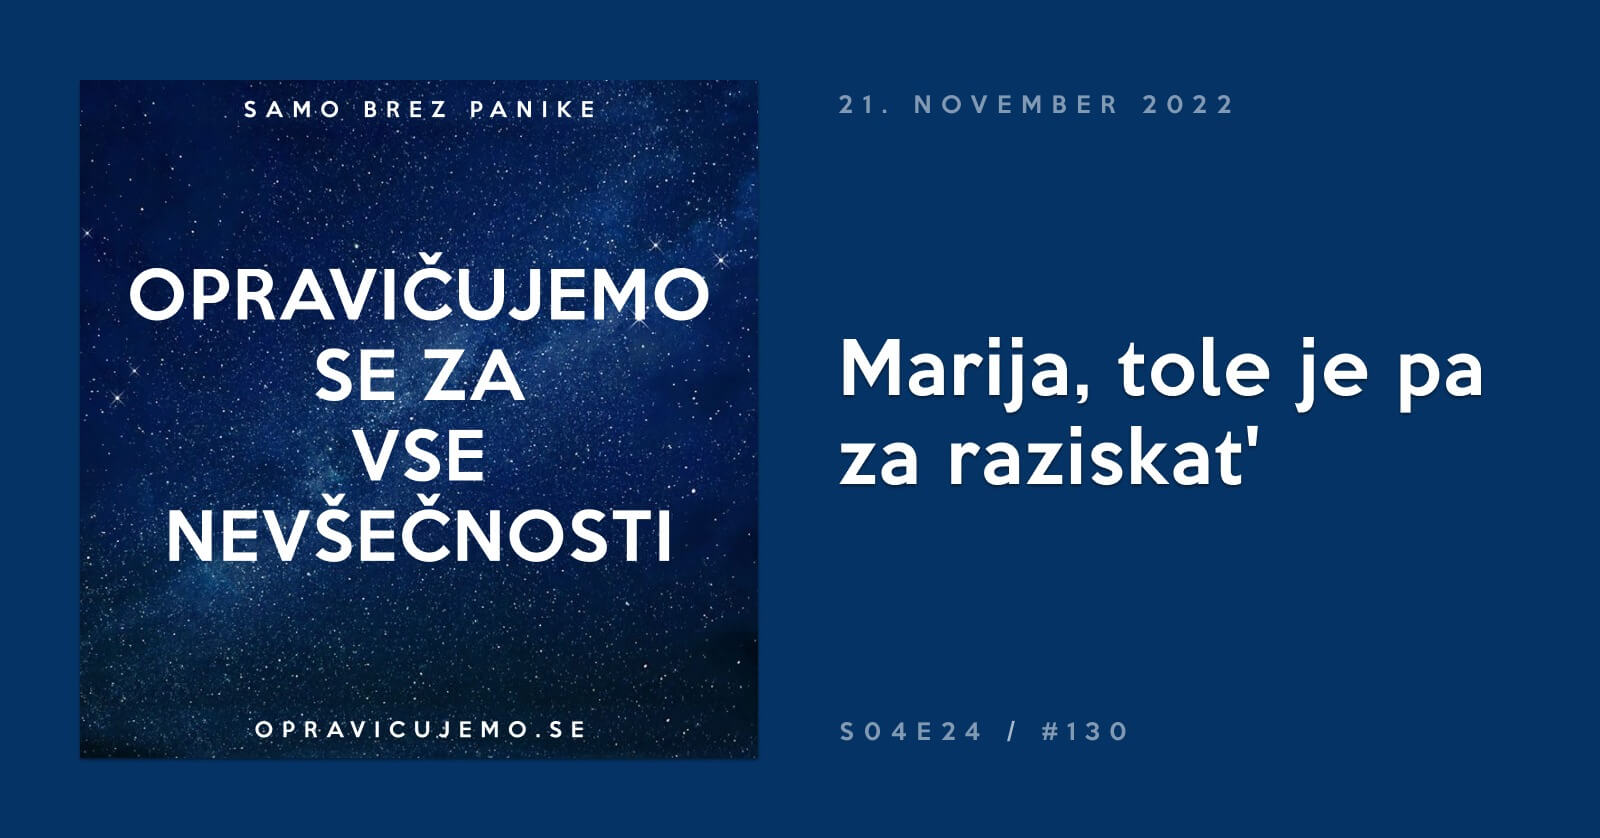 SAMO BREZ PANIKE
OPRAVIČUJEMO
SE ZA
VSE
NEVŠEČNOSTI
OPRAVICUJEMO.SE
21. NOVEMBER 2022
Marija, tole je pa
za raziskat'
S04E24 / #130